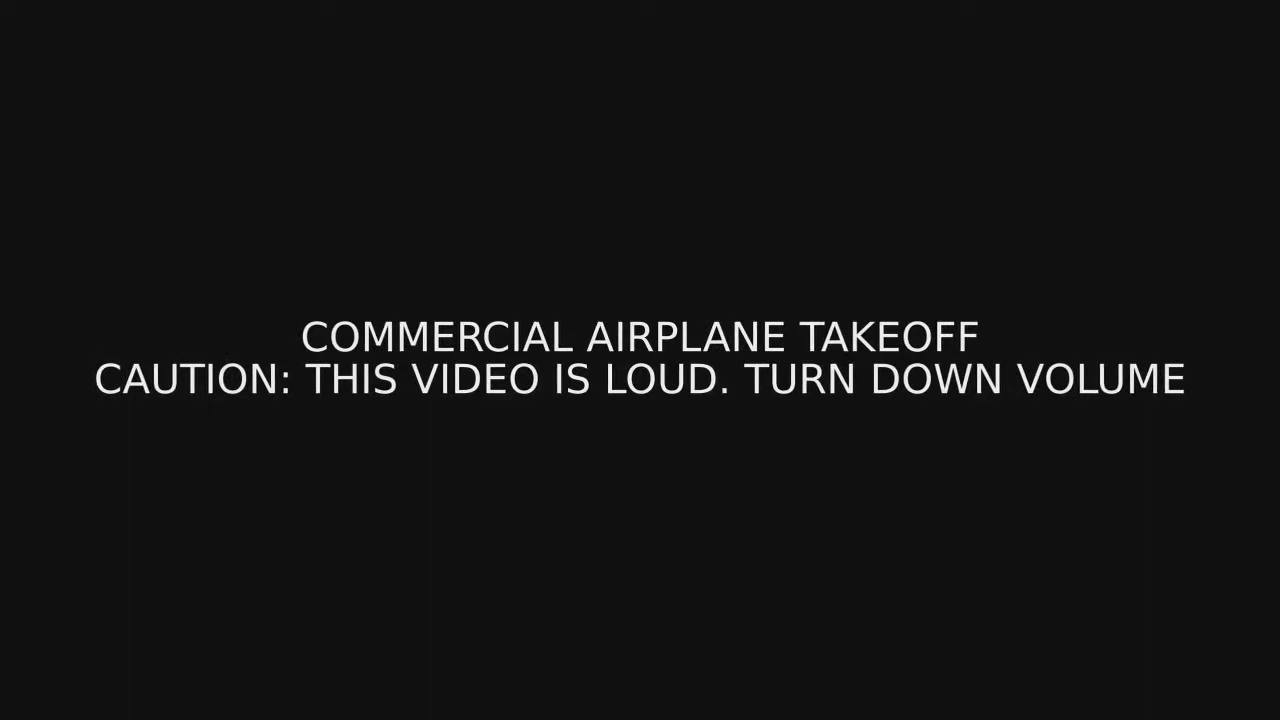 COMMERCIAL AIRPLANE TAKEOFF
CAUTION: THIS VIDEO IS LOUD. TURN DOWN VOLUME